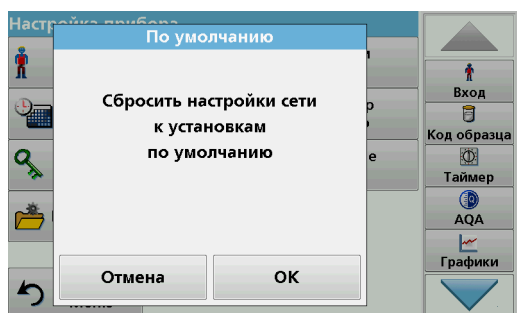 По умолчанию
Сбросить настройки сети
к установкам
по умолчанию
Отмена
OK
Вход
Код образца
Таймер
AQA
Графики